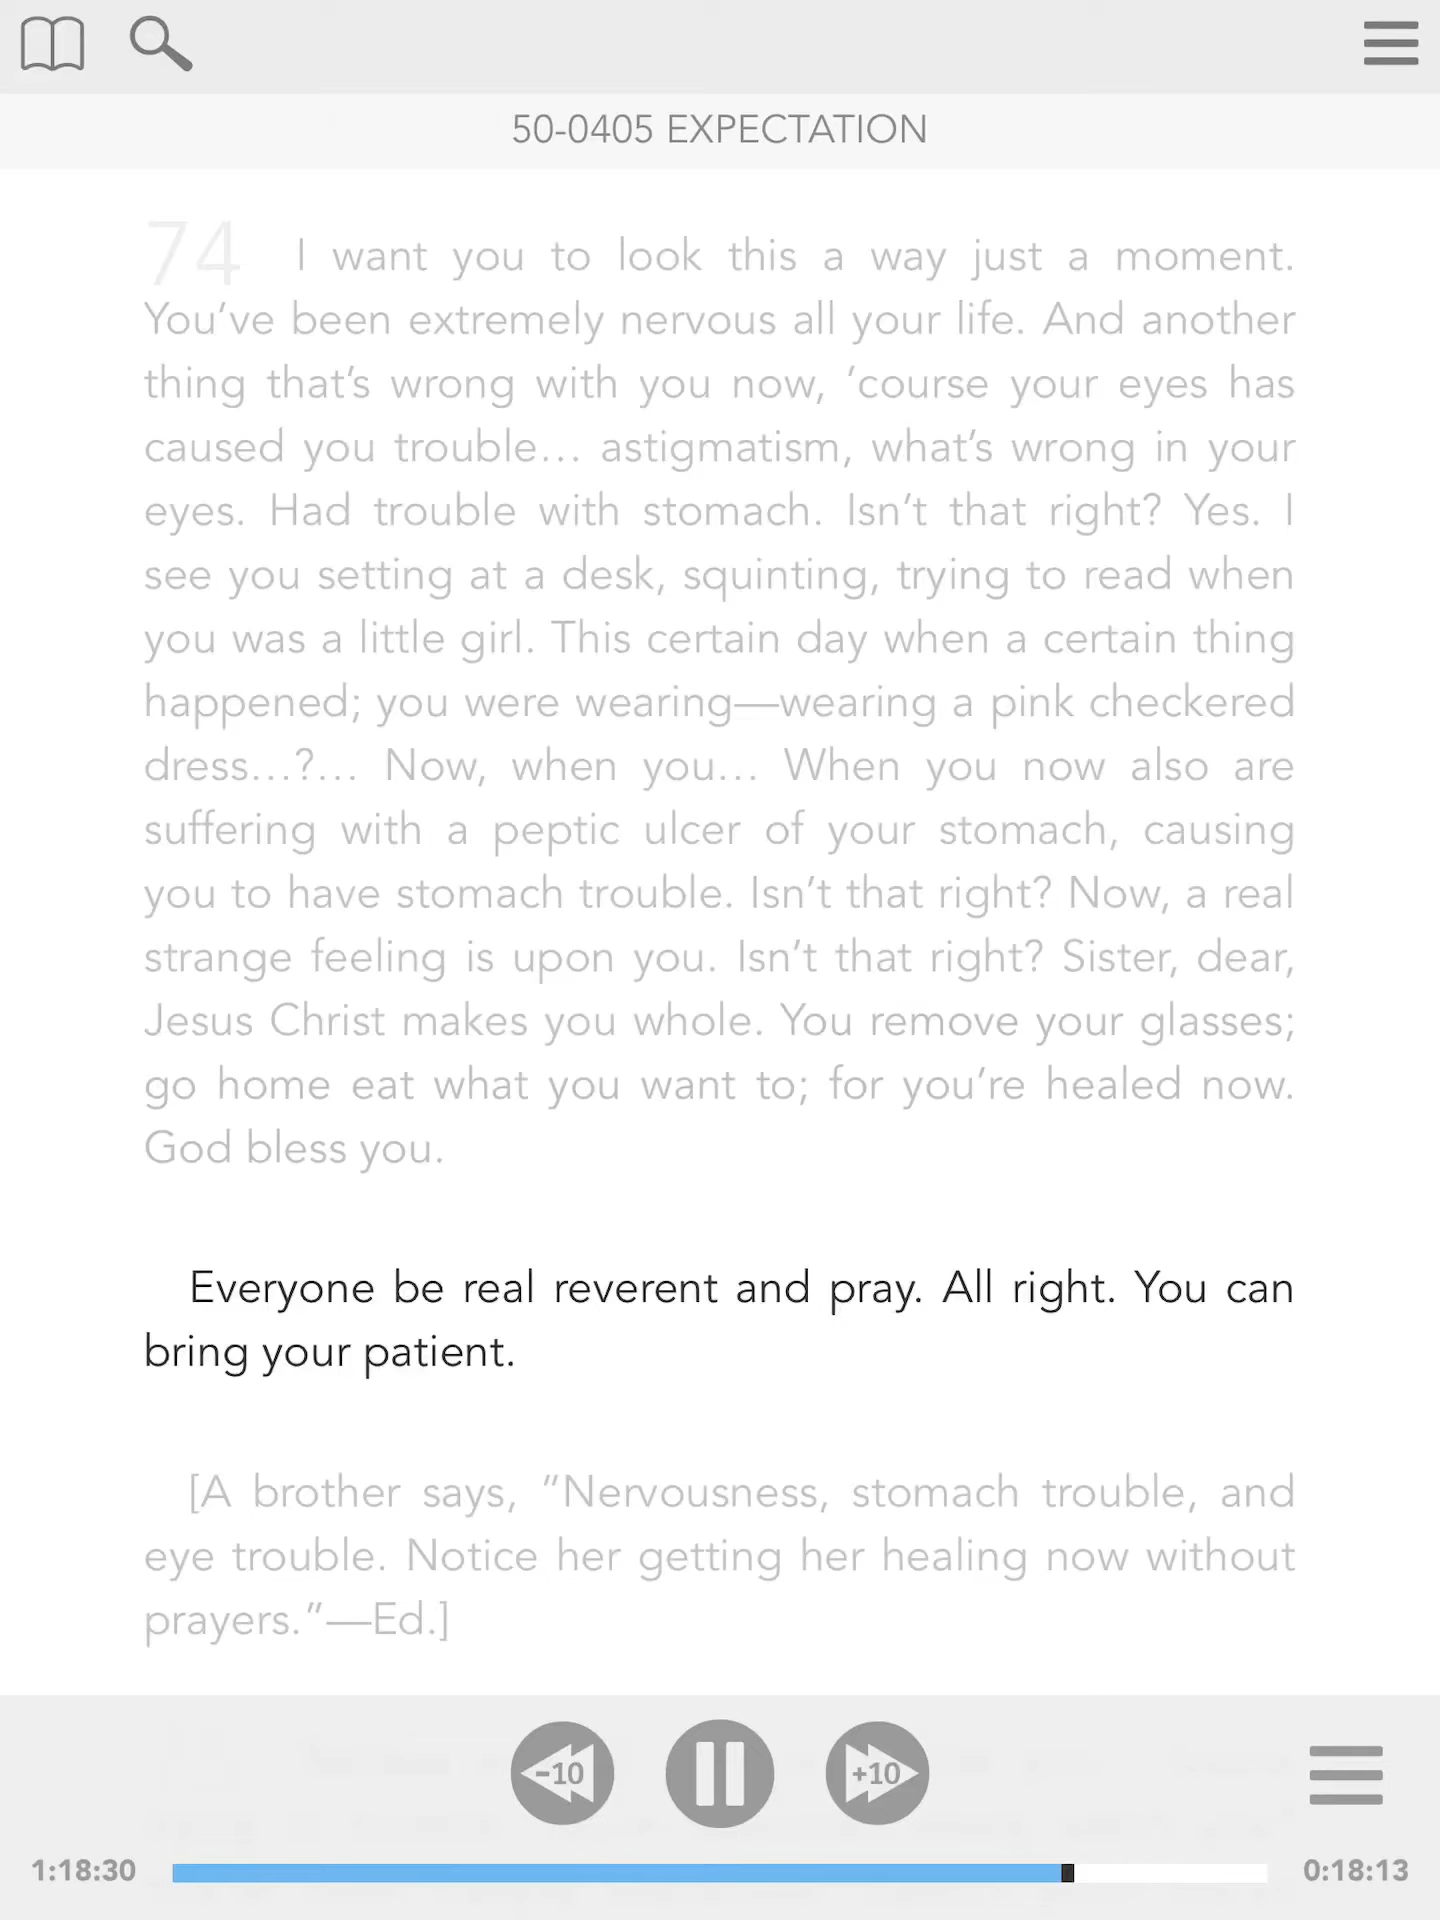 50-0405 EXPECTATION
74 I want you to look this a way just a moment.
You’ve been extremely nervous all your life. And another
thing that’s wrong with you now, ’course your eyes has
caused you trouble… astigmatism, what’s wrong in your
eyes. Had trouble with stomach. Isn’t that right? Yes. I
see you setting at a desk, squinting, trying to read when
you was a little girl. This certain day when a certain thing
happened; you were wearing—wearing a pink checkered
dress…?… Now, when you… When you now also are
suffering with a peptic ulcer of your stomach, causing
you to have stomach trouble. Isn’t that right? Now, a real
strange feeling is upon you. Isn’t that right? Sister, dear,
Jesus Christ makes you whole. You remove your glasses;
go home eat what you want to; for you’re healed now.
God bless you.
Everyone be real reverent and pray. All right. You can
bring your patient.
[A brother says, “Nervousness, stomach trouble, and
eye trouble. Notice her getting her healing now without
prayers.”—Ed.]
-10 +10
1:18:30 0:18:13